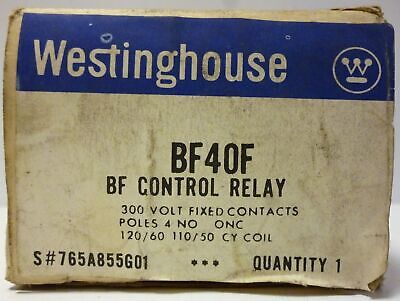 Westinghouse
W
BF40F
BF CONTROL RELAY
300 VOLT FIXED CONTACTS
POLES 4 NO ONC
120/60 110/50 CY COIL
S#765A855G01 *** QUANTITY 1